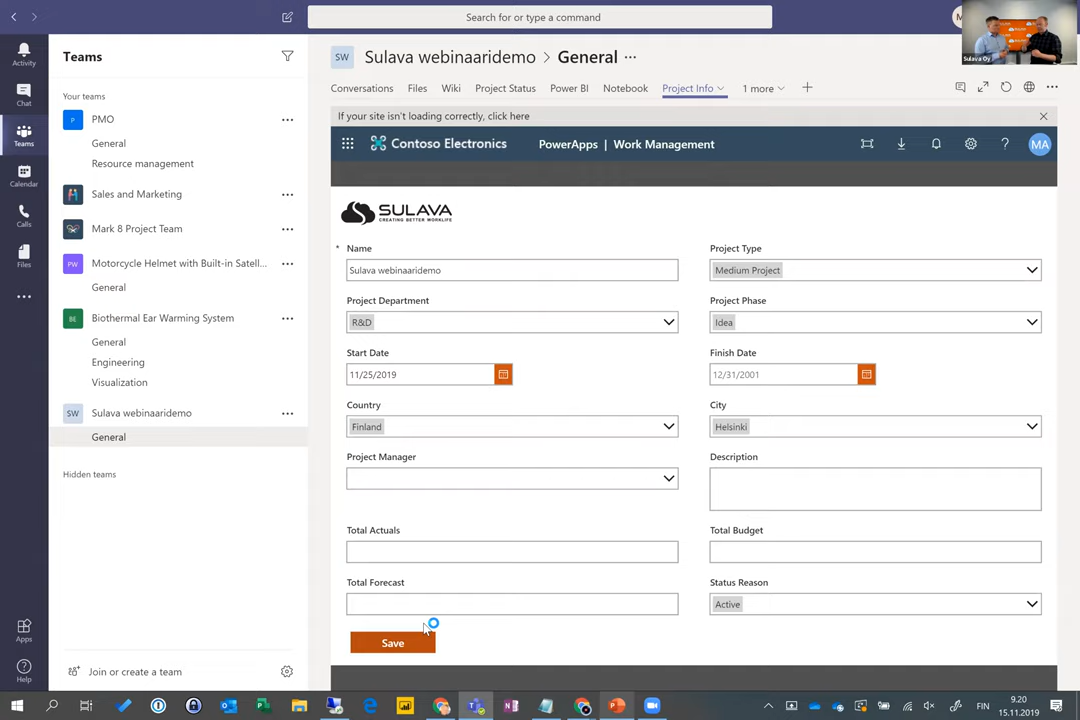 Search for or type a command
M
Sulava Oy
Activity
Chat
Teams
Calendar
Calls
Files
Apps
Help
Teams
Your teams
P
PMO
General
Resource management
Sales and Marketing
Mark 8 Project Team
PW
Motorcycle Helmet with Built-in Satell...
General
BE
Biothermal Ear Warming System
General
Engineering
Visualization
SW
Sulava webinaaridemo
General
Hidden teams
Join or create a team
SW
Sulava webinaaridemo > General
Conversations Files Wiki Project Status Power BI Notebook Project Info 1 more
If your site isn't loading correctly, click here
Contoso Electronics PowerApps | Work Management
? MA
SULAVA
CREATING BETTER WORKLIFE
* Name
Sulava webinaaridemo
Project Type
Medium Project
Project Department
R&D
Project Phase
Idea
Start Date
11/25/2019
Finish Date
12/31/2001
Country
Finland
City
Helsinki
Project Manager
Description
Total Actuals
Total Budget
Total Forecast
Status Reason
Active
Save
FIN
9.20
15.11.2019